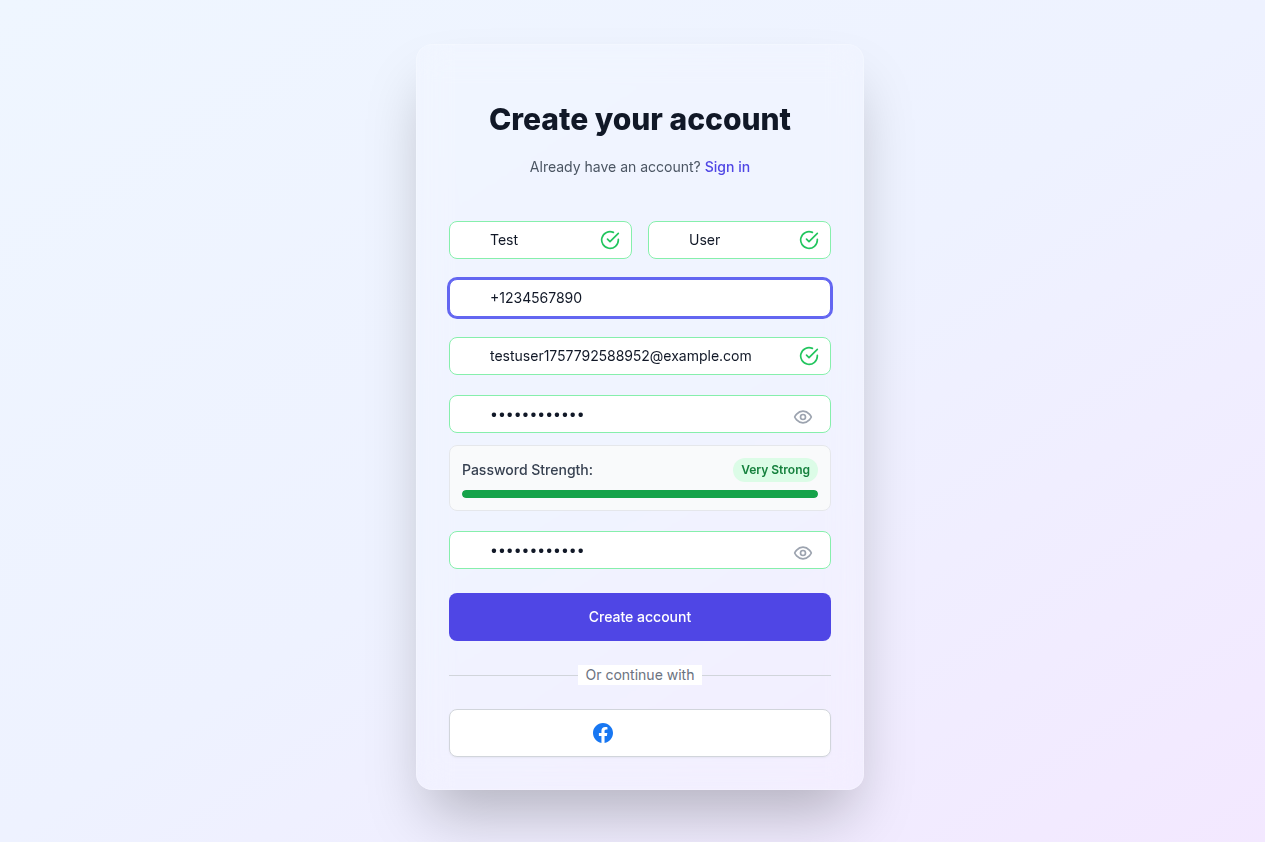 Create your account
Already have an account? Sign in
Test User
+1234567890
testuser1757792588952@example.com
••••••••••••
Password Strength: Very Strong
••••••••••••
Create account
Or continue with